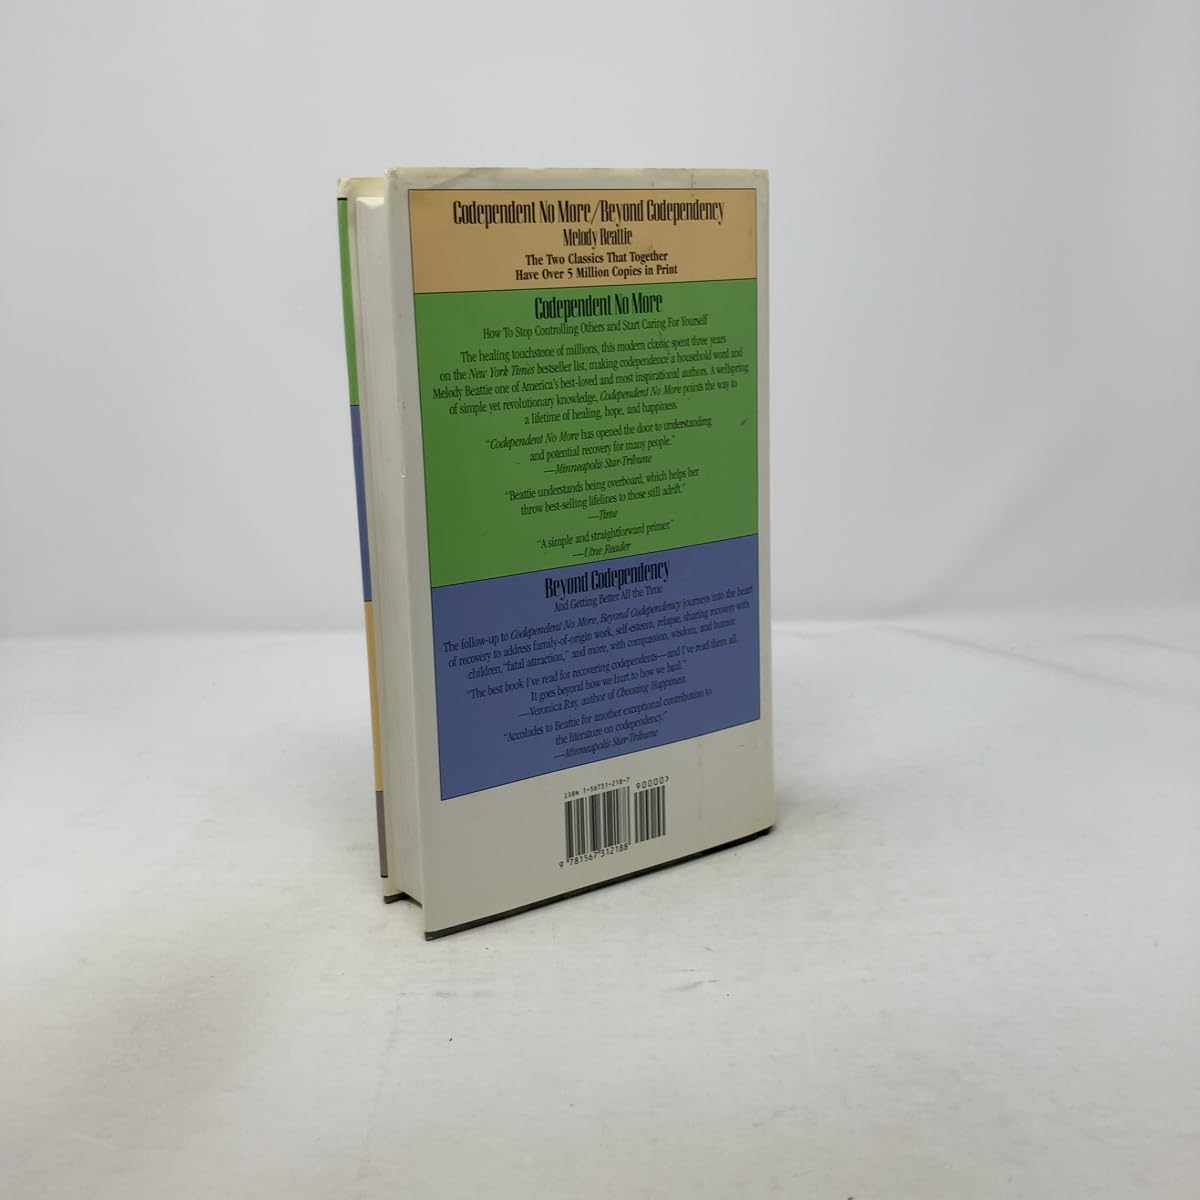 Codependent No More/Beyond Codependency
Melody Beattie
The Two Classics That Together
Have Over 5 Million Copies in Print
Codependent No More
How To Stop Controlling Others and Start Caring For Yourself
The healing touchstone of millions, this modern classic spent three years
on the New York Times bestseller list, making codependence a household word and
Melody Beattie one of America's best-loved and most inspirational authors. A wellspring
of simple yet revolutionary knowledge, Codependent No More points the way to
a lifetime of healing, hope, and happiness.
"Codependent No More has opened the door to understanding
and potential recovery for many people."
—Minneapolis Star-Tribune
"Beattie understands being overboard, which helps her
throw best-selling lifelines to those still adrift."
—Time
"A simple and straightforward primer."
—Utne Reader
Beyond Codependency
And Getting Better All the Time
The follow-up to Codependent No More, Beyond Codependency journeys into the heart
of recovery to address family-of-origin work, self-esteem, relapse, sharing recovery with
children, "fatal attraction," and more, with compassion, wisdom, and humor.
"The best book I've read for recovering codependents—and I've read them all.
It goes beyond how we hurt to how we heal."
—Veronica Ray, author of Choosing Happiness
"Accolades to Beattie for another exceptional contribution to
the literature on codependency."
—Minneapolis Star-Tribune
ISBN 1-56731-218-7
90000>
9 781567 312188